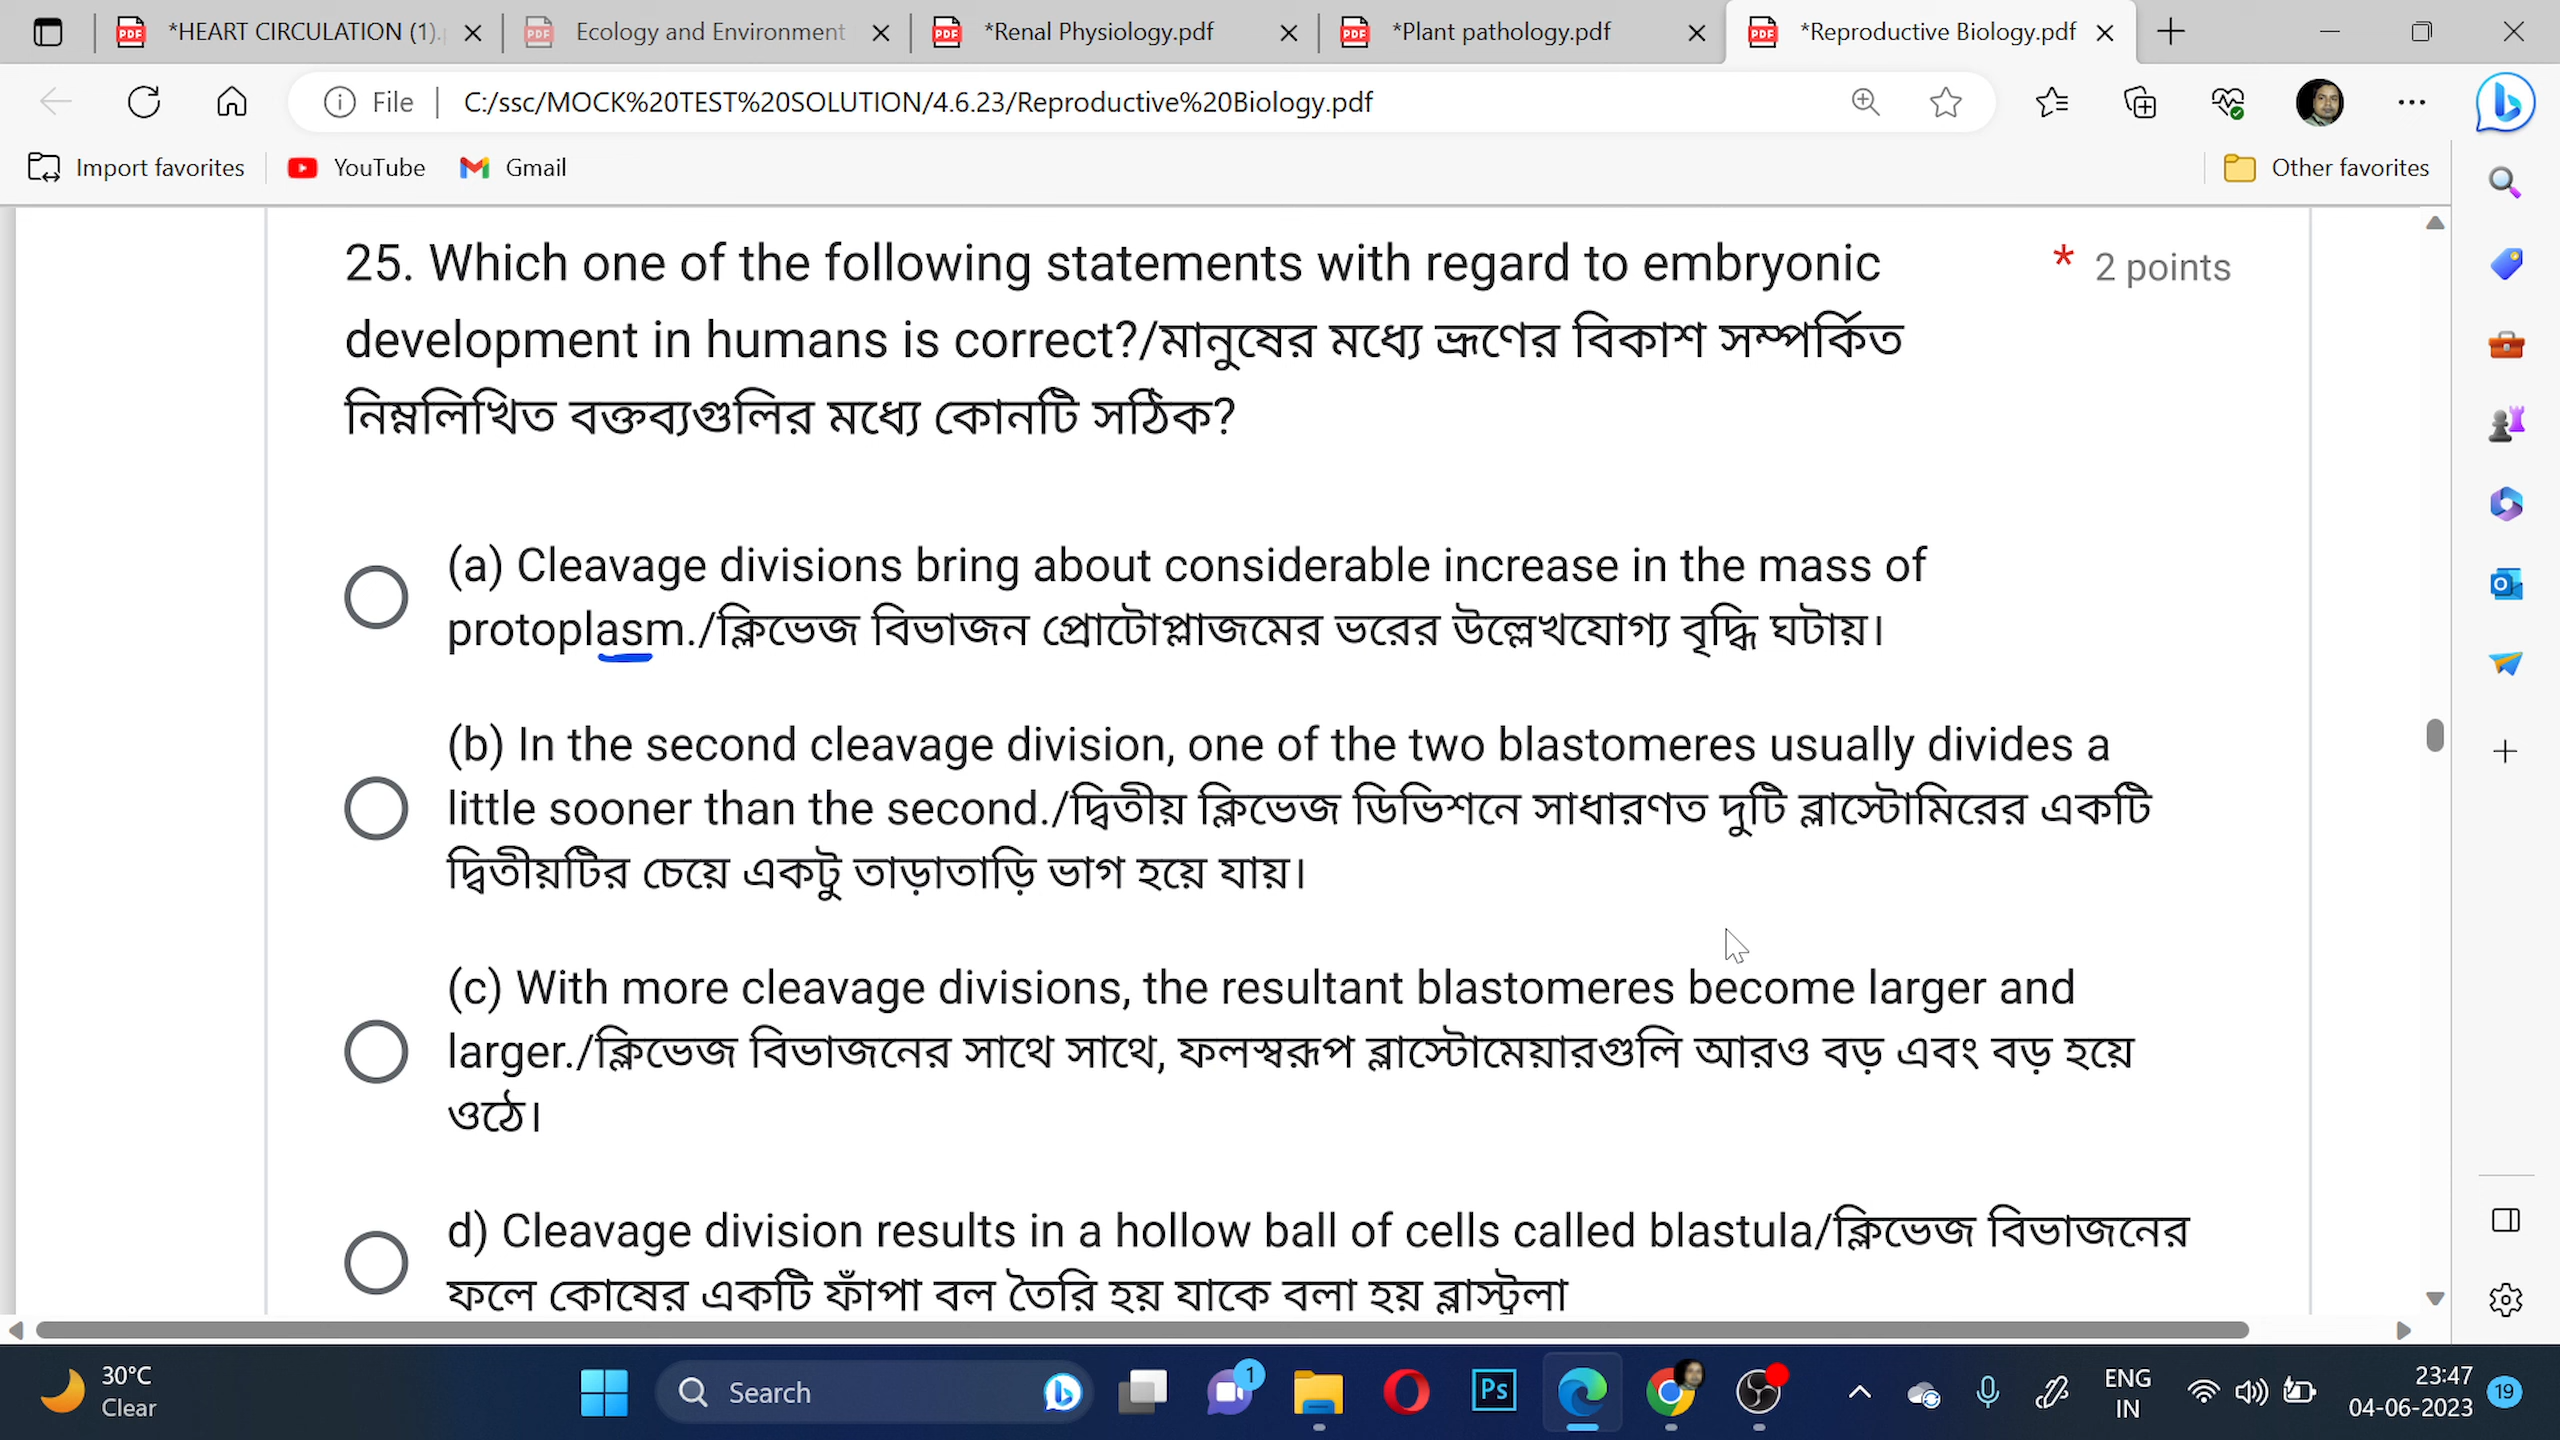 *HEART CIRCULATION (1).
Ecology and Environment
*Renal Physiology.pdf
*Plant pathology.pdf
*Reproductive Biology.pdf
File
C:/ssc/MOCK%20TEST%20SOLUTION/4.6.23/Reproductive%20Biology.pdf
Import favorites
YouTube
Gmail
Other favorites
25. Which one of the following statements with regard to embryonic
* 2 points
development in humans is correct?/মানুষের মধ্যে ভ্রূণের বিকাশ সম্পর্কিত
নিম্নলিখিত বক্তব্যগুলির মধ্যে কোনটি সঠিক?
(a) Cleavage divisions bring about considerable increase in the mass of
protoplasm./ক্লিভেজ বিভাজন প্রোটোপ্লাজমের ভরের উল্লেখযোগ্য বৃদ্ধি ঘটায়।
(b) In the second cleavage division, one of the two blastomeres usually divides a
little sooner than the second./দ্বিতীয় ক্লিভেজ ডিভিশনে সাধারণত দুটি ব্লাস্টোমিরের একটি
দ্বিতীয়টির চেয়ে একটু তাড়াতাড়ি ভাগ হয়ে যায়।
(c) With more cleavage divisions, the resultant blastomeres become larger and
larger./ক্লিভেজ বিভাজনের সাথে সাথে, ফলস্বরূপ ব্লাস্টোমেয়ারগুলি আরও বড় এবং বড় হয়ে
ওঠে।
d) Cleavage division results in a hollow ball of cells called blastula/ক্লিভেজ বিভাজনের
ফলে কোষের একটি ফাঁপা বল তৈরি হয় যাকে বলা হয় ব্লাস্টুলা
30°C
Clear
Search
1
Ps
ENG
IN
23:47
04-06-2023
19